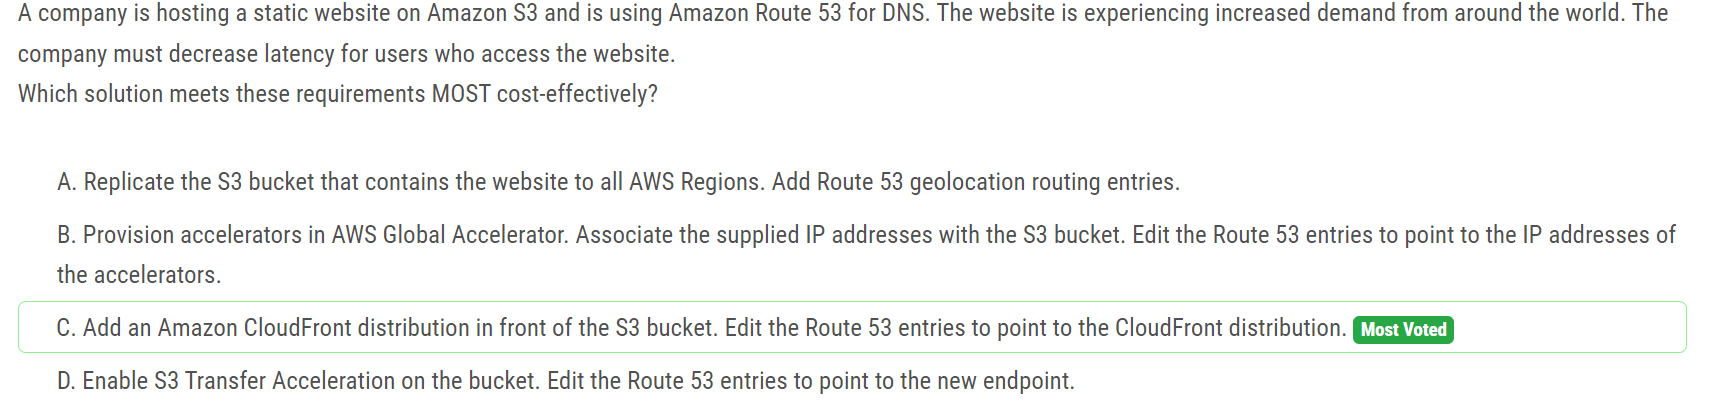 A company is hosting a static website on Amazon S3 and is using Amazon Route 53 for DNS. The website is experiencing increased demand from around the world. The
company must decrease latency for users who access the website.
Which solution meets these requirements MOST cost-effectively?
A. Replicate the S3 bucket that contains the website to all AWS Regions. Add Route 53 geolocation routing entries.
B. Provision accelerators in AWS Global Accelerator. Associate the supplied IP addresses with the S3 bucket. Edit the Route 53 entries to point to the IP addresses of
the accelerators.
C. Add an Amazon CloudFront distribution in front of the S3 bucket. Edit the Route 53 entries to point to the CloudFront distribution. Most Voted
D. Enable S3 Transfer Acceleration on the bucket. Edit the Route 53 entries to point to the new endpoint.